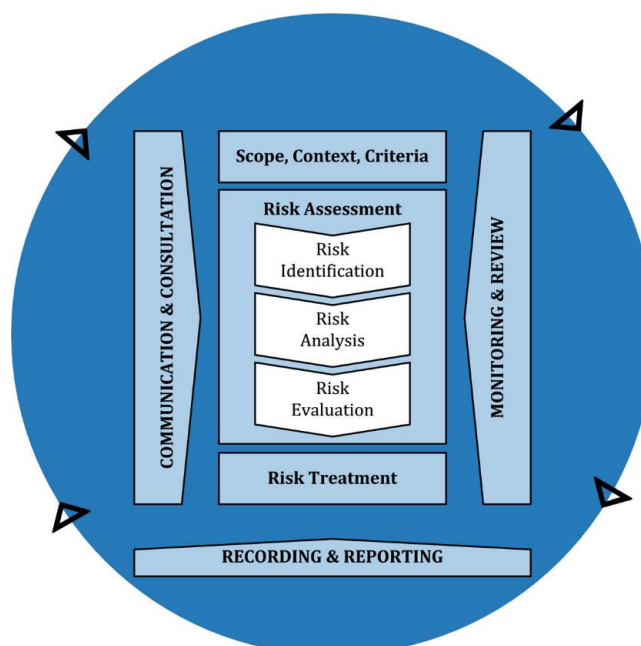 Scope, Context, Criteria
COMMUNICATION & CONSULTATION
Risk Assessment
Risk
Identification
Risk
Analysis
Risk
Evaluation
MONITORING & REVIEW
Risk Treatment
RECORDING & REPORTING